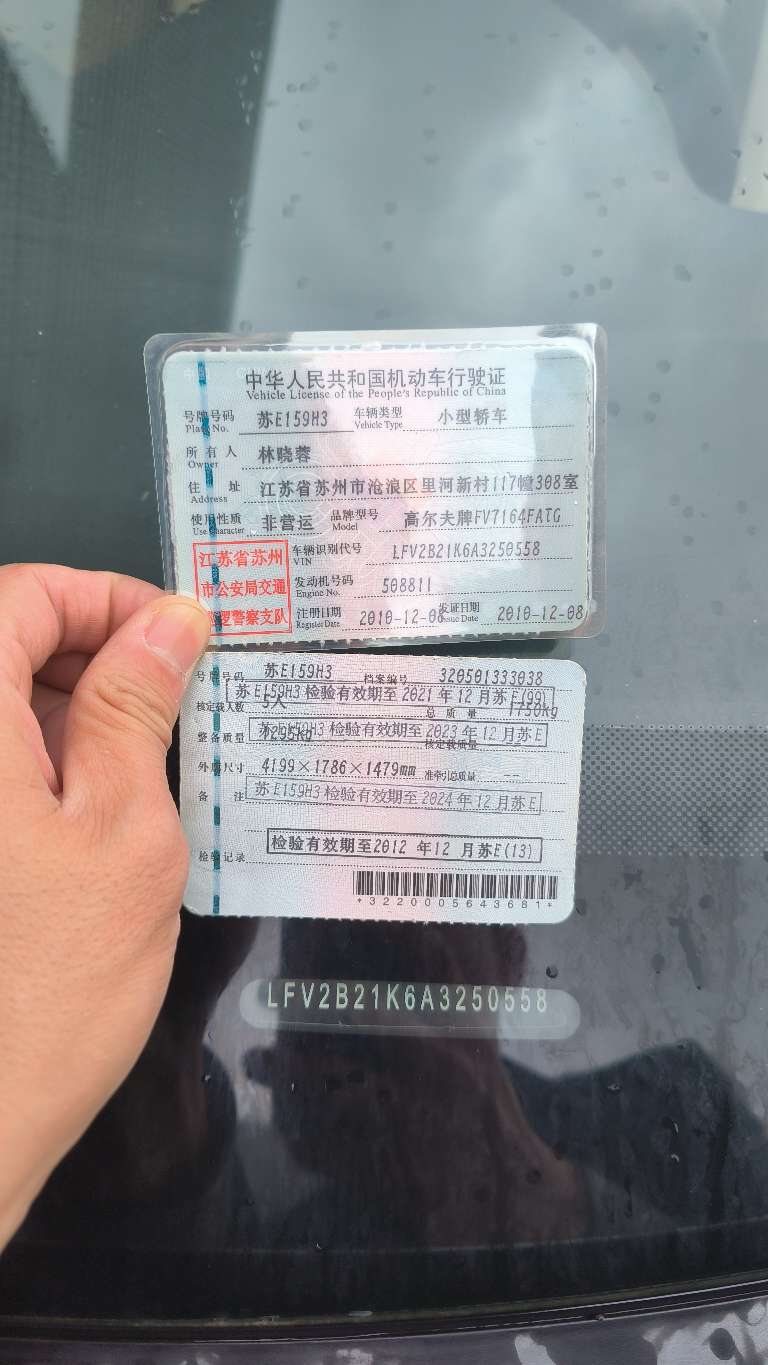 中华人民共和国机动车行驶证
Vehicle License of the People's Republic of China
号牌号码 苏E159H3 车辆类型 小型轿车
Plate No. Vehicle Type
所有人 林晓蓉
Owner
住址 江苏省苏州市沧浪区里河新村117幢308室
Address
使用性质 非营运 品牌型号 高尔夫牌FV7164FATG
Use Character Model
江苏省苏州 车辆识别代号 LFV2B21K6A3250558
VIN
市公安局交通 发动机号码 508811
Engine No.
巡逻警察支队 注册日期 2010-12-08 发证日期 2010-12-08
Register Date Issue Date
号牌号码 苏E159H3 档案编号 320501333038
苏E159H3 检验有效期至 2021 年 12 月苏E(99)
核定载人数 5人 总质量 1750kg
苏E159H3 检验有效期至 2023 年 12 月苏E
整备质量 1295kg 核定载质量 --
外廓尺寸 4199×1786×1479mm 准牵引总质量 --
备注 苏E159H3 检验有效期至 2024 年 12 月苏E
检验有效期至2012 年12 月苏E(13)
检验记录
*3220005643681*
LFV2B21K6A3250558